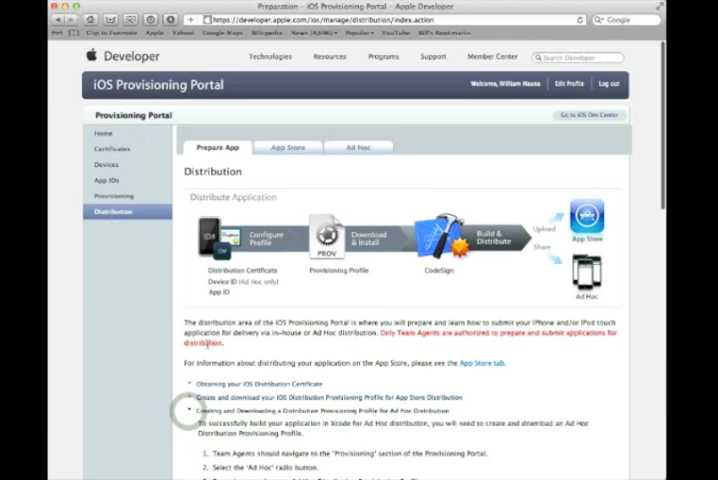 Preparation - iOS Provisioning Portal - Apple Developer
https://developer.apple.com/ios/manage/distribution/index.action
Google
Apple Yahoo! Google Maps Wikipedia Popular YouTube Bill's Bookmarks
Developer
Technologies Resources Programs Support Member Center
Search Developer
iOS Provisioning Portal
Welcome, William Hause Edit Profile Log out
Provisioning Portal
Go to iOS Dev Center
Home
Certificates
Devices
App IDs
Provisioning
Distribution
Prepare App App Store Ad Hoc
Distribution
Distribute Application
Configure Profile
Download & Install
Build & Distribute
PROV
Upload
Share
App Store
Ad Hoc
Distribution Certificate
Device ID (Ad Hoc only)
App ID
Provisioning Profile
CodeSign
The distribution area of the iOS Provisioning Portal is where you will prepare and learn how to submit your iPhone and/or iPod touch
application for delivery via in-house or Ad Hoc distribution. Only Team Agents are authorized to prepare and submit applications for
distribution.
For information about distributing your application on the App Store, please see the App Store tab.
Obtaining your iOS Distribution Certificate
Create and download your iOS Distribution Provisioning Profile for App Store Distribution
Creating and Downloading a Distribution Provisioning Profile for Ad Hoc Distribution
To successfully build your application in Xcode for Ad Hoc distribution, you will need to create and download an Ad Hoc
Distribution Provisioning Profile.
1. Team Agents should navigate to the 'Provisioning' section of the Provisioning Portal.
2. Select the 'Ad Hoc' radio button.